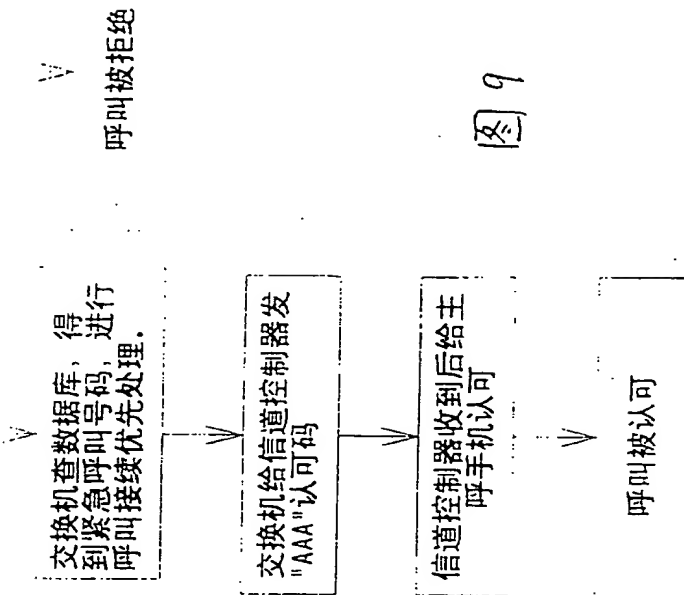 交换机查数据库，得
到紧急呼叫号码，进行
呼叫接续优先处理.
交换机给信道控制器发
"AAA"认可码
信道控制器收到后给主
呼手机认可
呼叫被认可
呼叫被拒绝
图 9